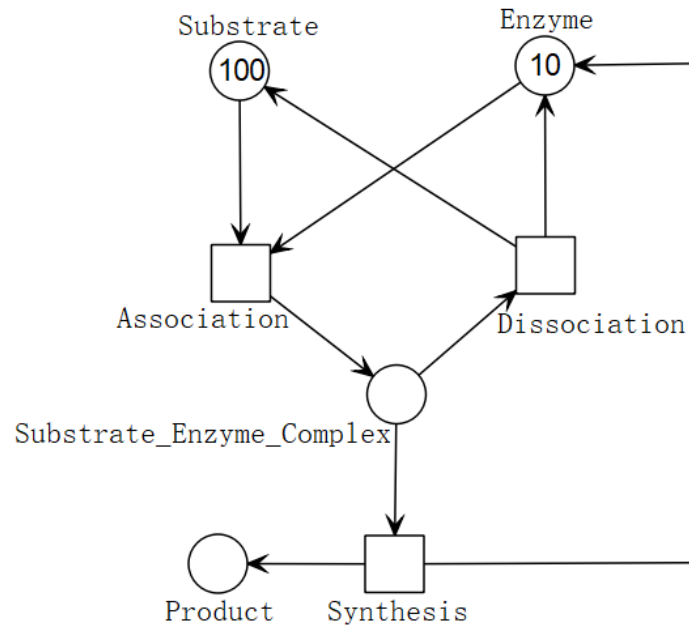 Substrate
Enzyme
100
10
Association
Dissociation
Substrate_Enzyme_Complex
Product
Synthesis